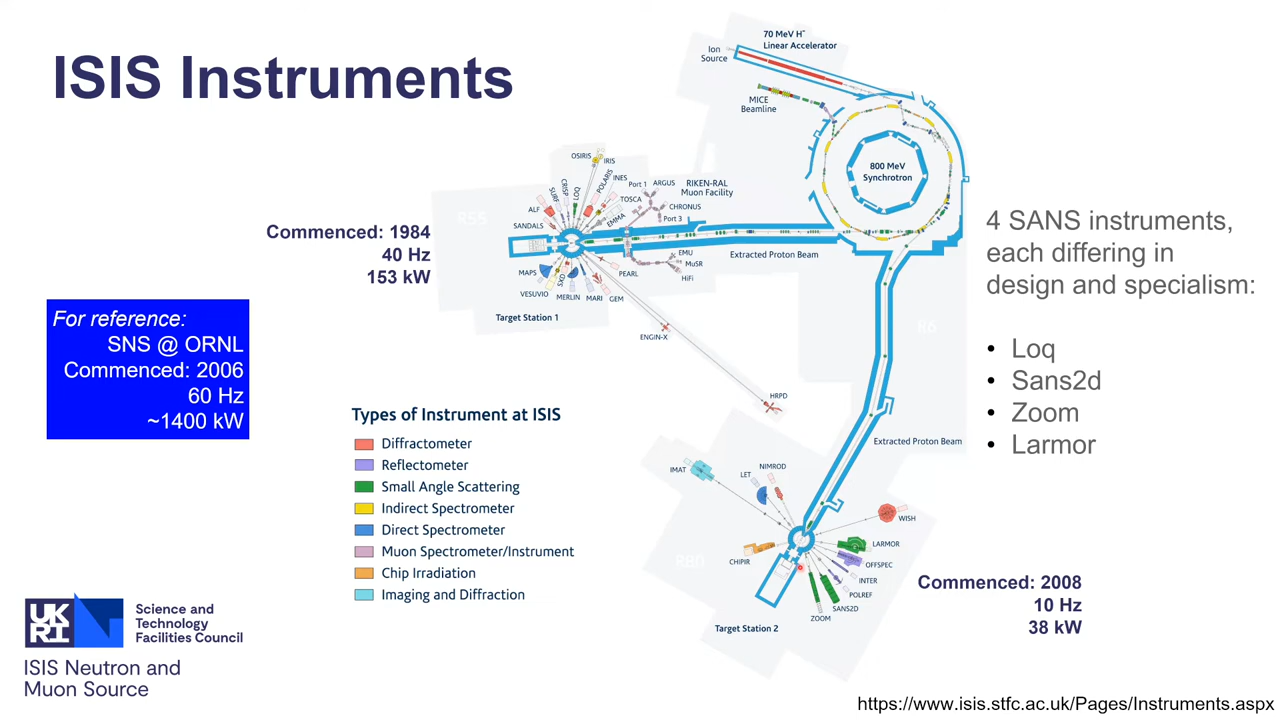 ISIS Instruments
70 MeV H⁻
Linear Accelerator
Ion
Source
MICE
Beamline
800 MeV
Synchrotron
OSIRIS
IRIS
POLARIS
INES
LOQ
CRISP
SURF
ALF
SANDALS
TOSCA
EMMA
Port 1
ARGUS
RIKEN-RAL
Muon Facility
CHRONUS
Port 3
R55
EMU
MuSR
HiFi
MAPS
VESUVIO
SXD
MERLIN
MARI
GEM
PEARL
Extracted Proton Beam
Target Station 1
ENGIN-X
HRPD
R6
Commenced: 1984
40 Hz
153 kW
For reference:
SNS @ ORNL
Commenced: 2006
60 Hz
~1400 kW
4 SANS instruments,
each differing in
design and specialism:
• Loq
• Sans2d
• Zoom
• Larmor
Types of Instrument at ISIS
Diffractometer
Reflectometer
Small Angle Scattering
Indirect Spectrometer
Direct Spectrometer
Muon Spectrometer/Instrument
Chip Irradiation
Imaging and Diffraction
Extracted Proton Beam
IMAT
LET
NIMROD
WISH
LARMOR
OFFSPEC
INTER
POLREF
SANS2D
ZOOM
CHIPIR
R80
Target Station 2
Commenced: 2008
10 Hz
38 kW
UK
RI
Science and
Technology
Facilities Council
ISIS Neutron and
Muon Source
https://www.isis.stfc.ac.uk/Pages/Instruments.aspx